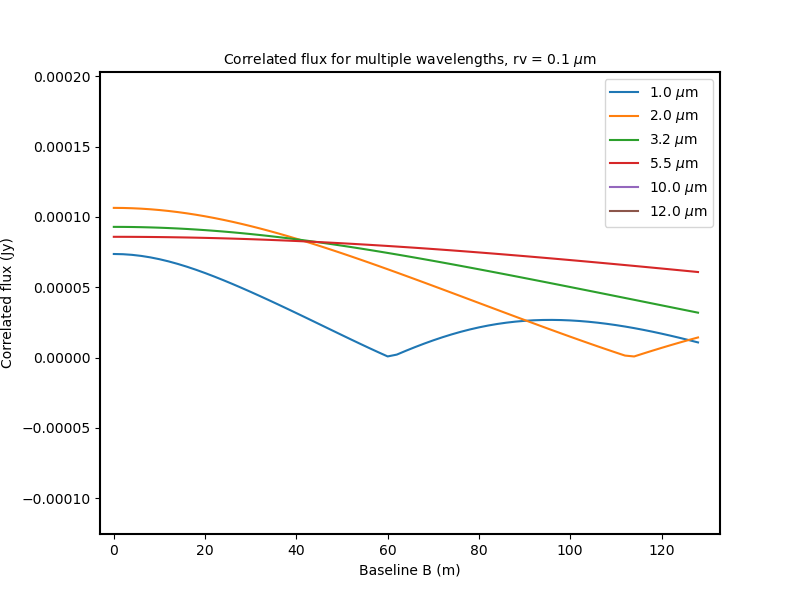 Correlated flux for multiple wavelengths, rv = 0.1 μm
0.00020
0.00015
0.00010
0.00005
0.00000
−0.00005
−0.00010
Correlated flux (Jy)
1.0 μm
2.0 μm
3.2 μm
5.5 μm
10.0 μm
12.0 μm
0 20 40 60 80 100 120
Baseline B (m)